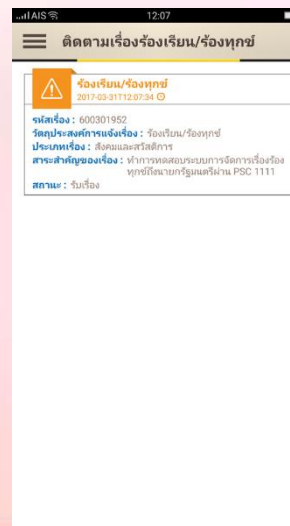 AIS 12:07
ติดตามเรื่องร้องเรียน/ร้องทุกข์
ร้องเรียน/ร้องทุกข์
2017-03-31T12:07:34
รหัสเรื่อง : 600301952
วัตถุประสงค์การแจ้งเรื่อง : ร้องเรียน/ร้องทุกข์
ประเภทเรื่อง : สังคมและสวัสดิการ
สาระสำคัญของเรื่อง : ทำการทดสอบระบบการจัดการเรื่องร้อง
ทุกข์ถึงนายกรัฐมนตรีผ่าน PSC 1111
สถานะ : รับเรื่อง